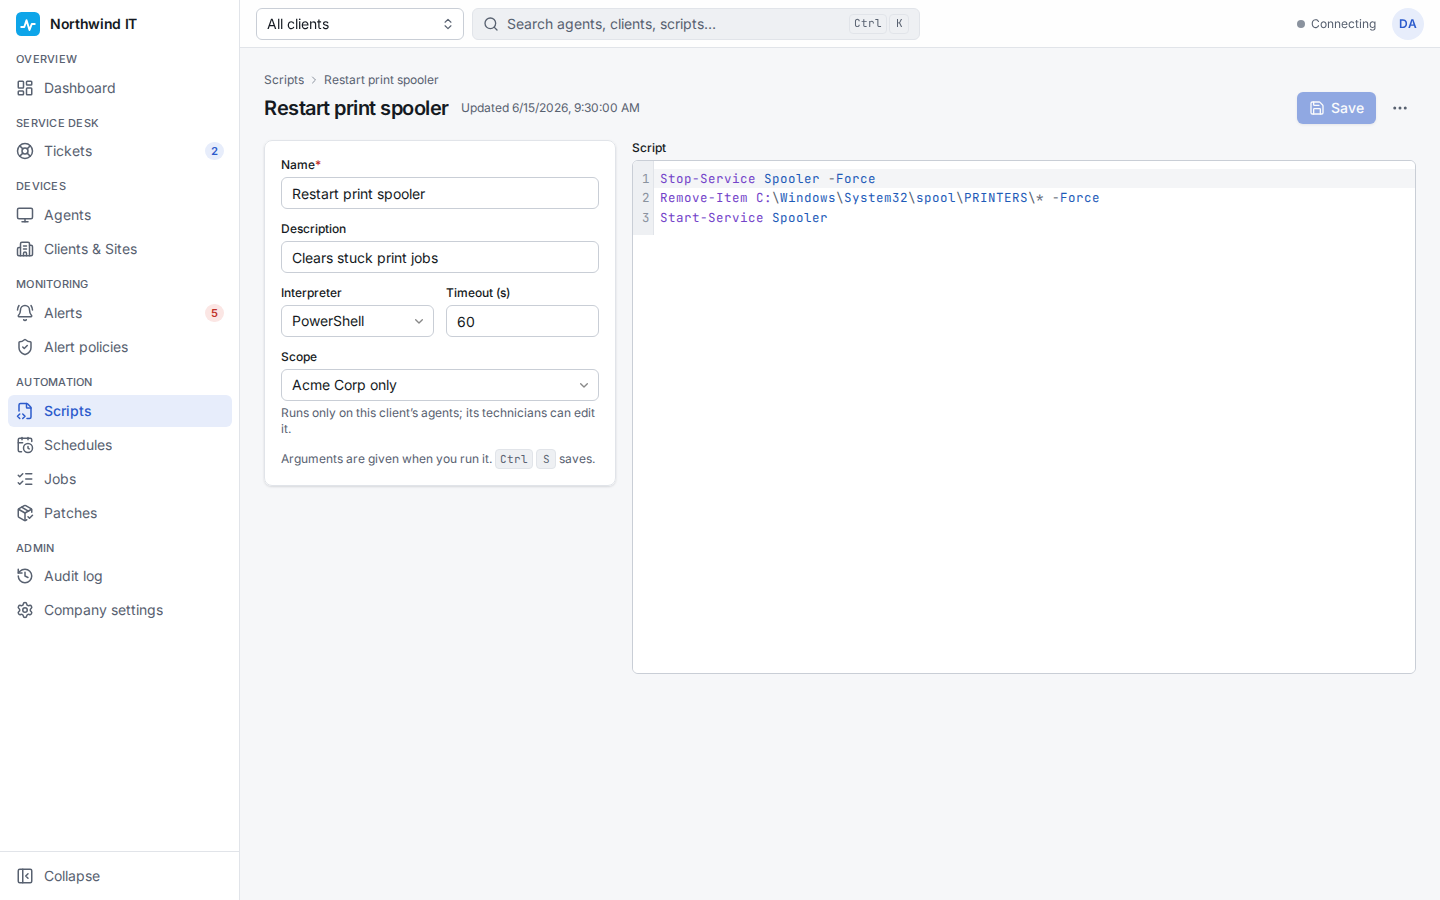 Northwind IT
OVERVIEW
Dashboard
SERVICE DESK
Tickets 2
DEVICES
Agents
Clients & Sites
MONITORING
Alerts 5
Alert policies
AUTOMATION
Scripts
Schedules
Jobs
Patches
ADMIN
Audit log
Company settings
Collapse
All clients
Search agents, clients, scripts... Ctrl K
Connecting
DA
Scripts > Restart print spooler
Restart print spooler Updated 6/15/2026, 9:30:00 AM
Save
Name*
Restart print spooler
Description
Clears stuck print jobs
Interpreter Timeout (s)
PowerShell 60
Scope
Acme Corp only
Runs only on this client's agents; its technicians can edit
it.
Arguments are given when you run it. Ctrl S saves.
Script
1 Stop-Service Spooler -Force
2 Remove-Item C:\Windows\System32\spool\PRINTERS\* -Force
3 Start-Service Spooler